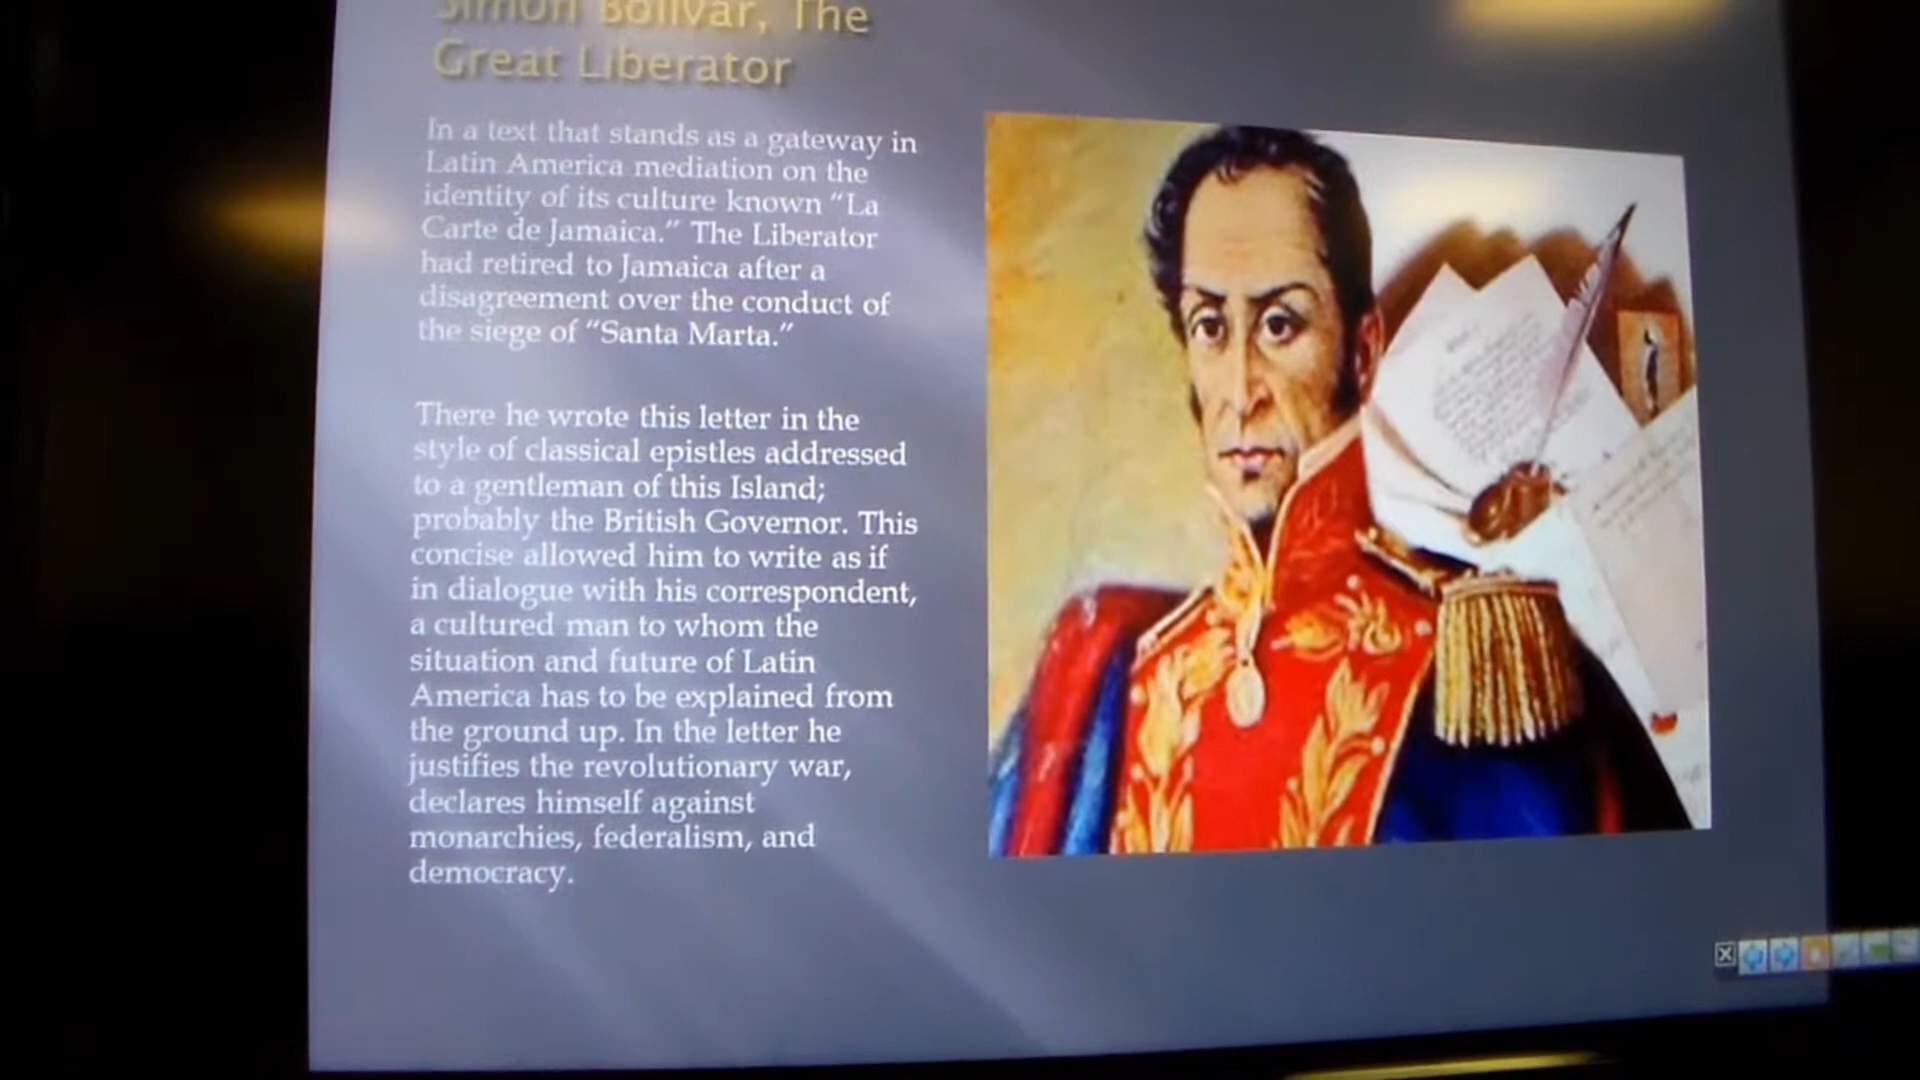 Simon Bolivar, The
Great Liberator
In a text that stands as a gateway in
Latin America mediation on the
identity of its culture known “La
Carte de Jamaica.” The Liberator
had retired to Jamaica after a
disagreement over the conduct of
the siege of “Santa Marta.”
There he wrote this letter in the
style of classical epistles addressed
to a gentleman of this Island;
probably the British Governor. This
concise allowed him to write as if
in dialogue with his correspondent,
a cultured man to whom the
situation and future of Latin
America has to be explained from
the ground up. In the letter he
justifies the revolutionary war,
declares himself against
monarchies, federalism, and
democracy.